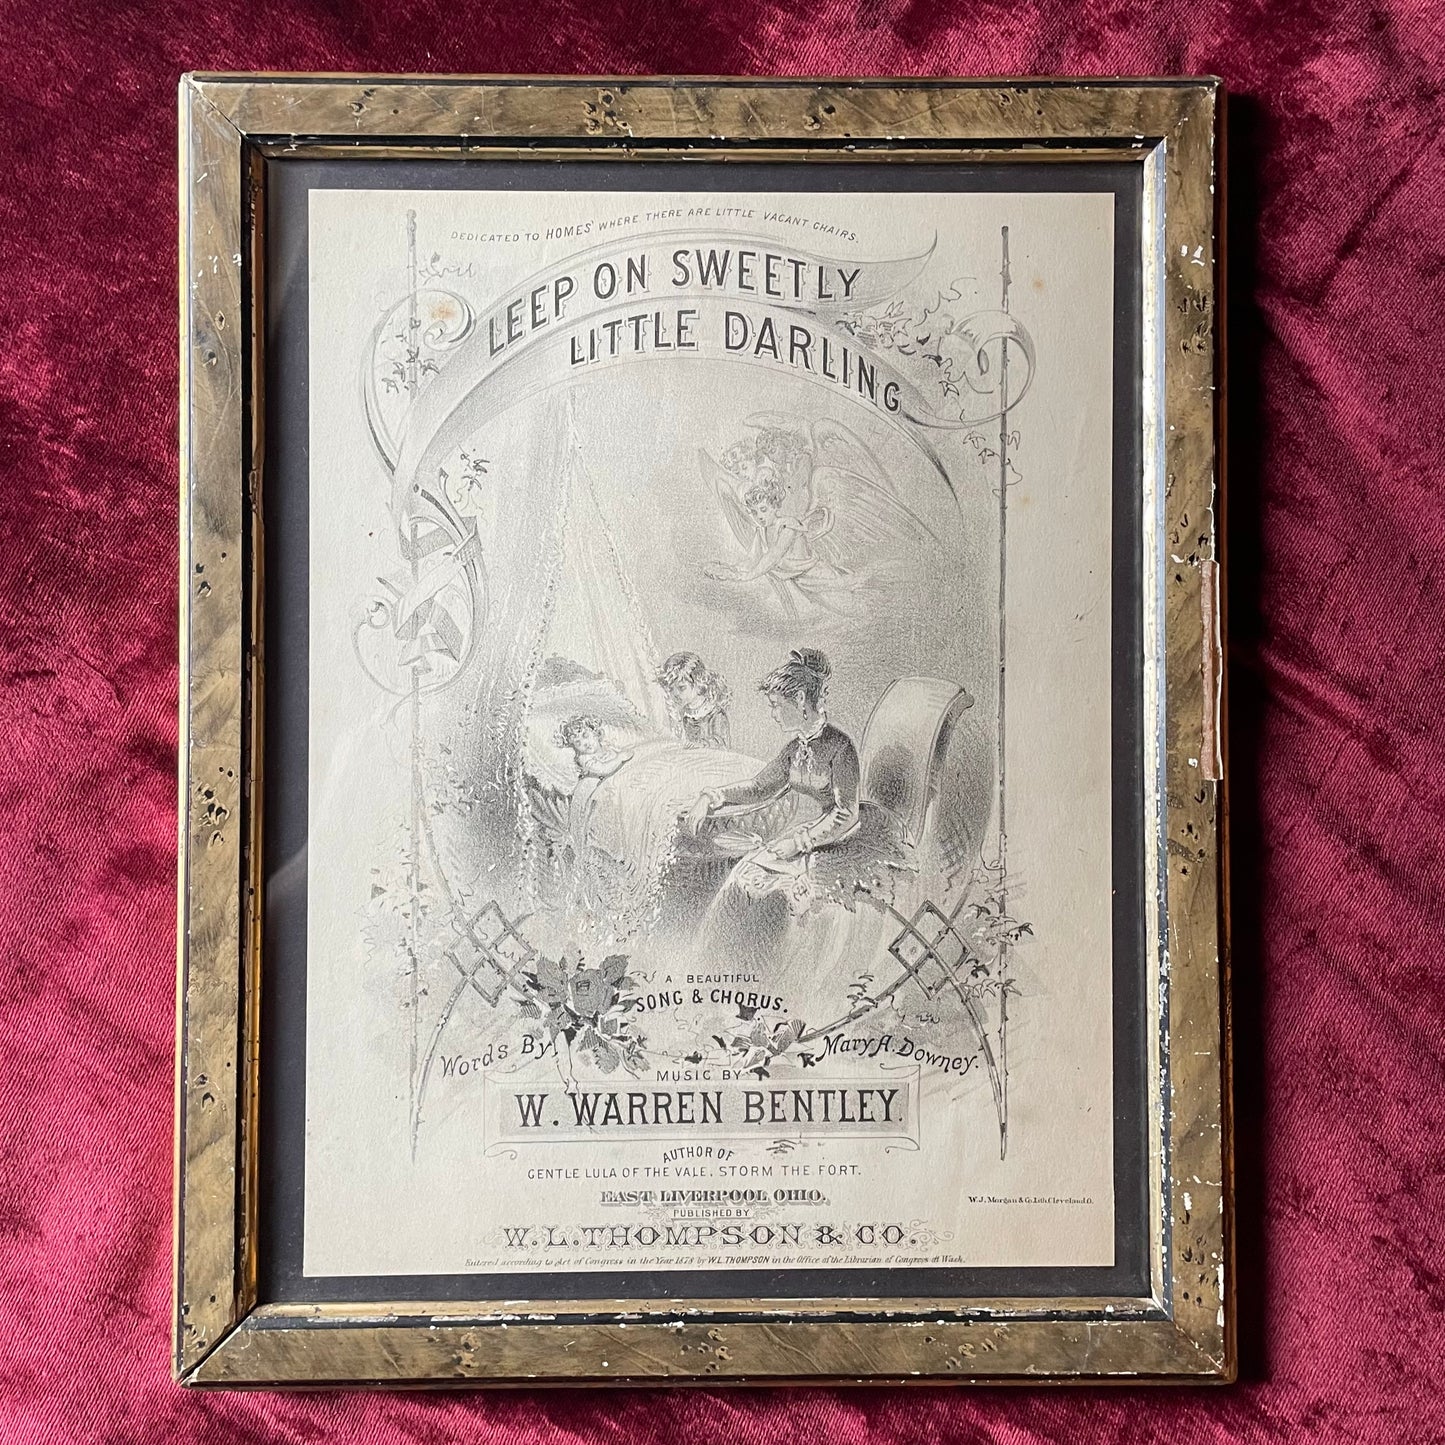 DEDICATED TO HOMES' WHERE THERE ARE LITTLE VACANT CHAIRS.
SLEEP ON SWEETLY
LITTLE DARLING
A BEAUTIFUL
SONG & CHORUS.
Words By Mary A. Downey.
MUSIC BY
W. WARREN BENTLEY.
AUTHOR OF
GENTLE LULA OF THE VALE, STORM THE FORT.
EAST LIVERPOOL OHIO.
PUBLISHED BY
W. L. THOMPSON & CO.
W. J. Morgan & Co. Lith. Cleveland. O.
Entered according to Act of Congress in the Year 1878 by W.L. THOMPSON in the Office of the Librarian of Congress at Wash.